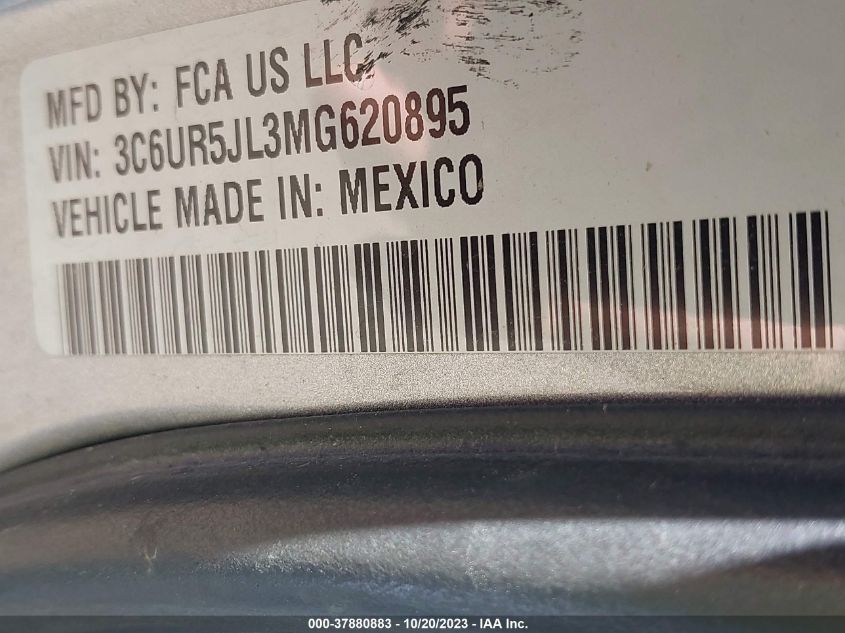 MFD BY: FCA US LLC
VIN: 3C6UR5JL3MG620895
VEHICLE MADE IN: MEXICO
000-37880883 - 10/20/2023 - IAA Inc.